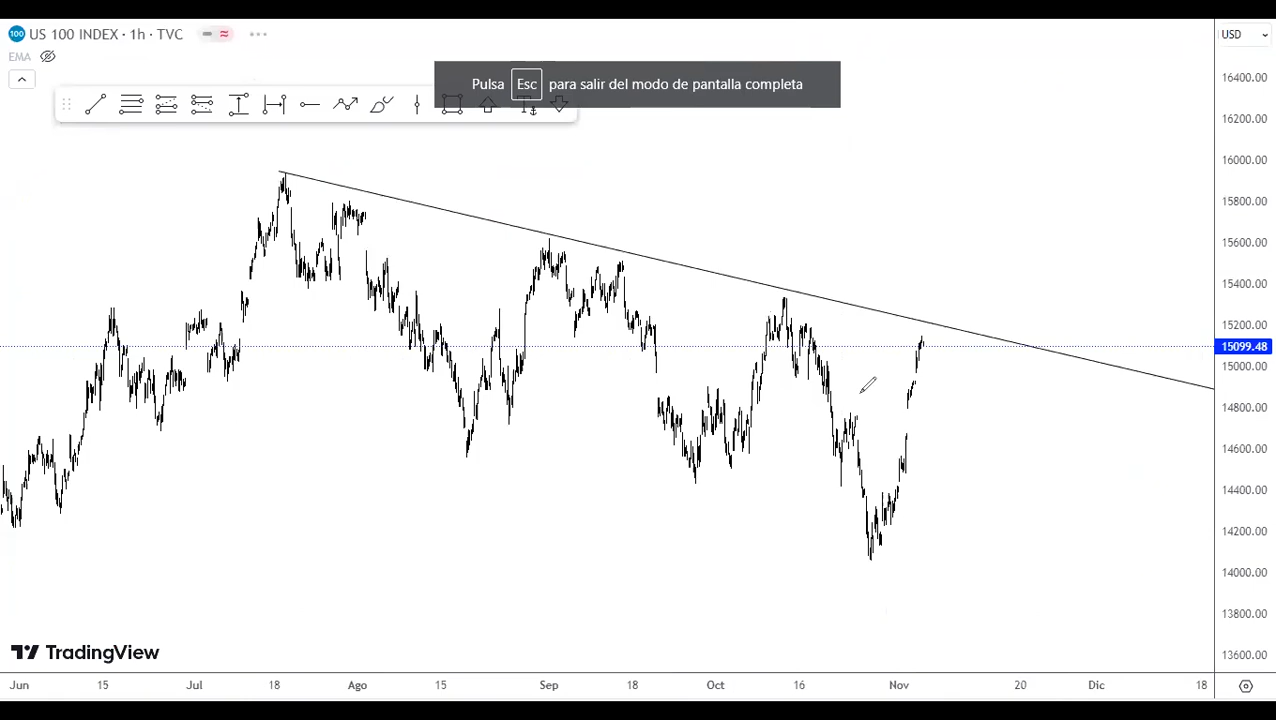 100 US 100 INDEX · 1h · TVC
USD
EMA
Pulsa Esc para salir del modo de pantalla completa
16400.00
16200.00
16000.00
15800.00
15600.00
15400.00
15200.00
15099.48
15000.00
14800.00
14600.00
14400.00
14200.00
14000.00
13800.00
13600.00
TradingView
Jun 15 Jul 18 Ago 15 Sep 18 Oct 16 Nov 20 Dic 18